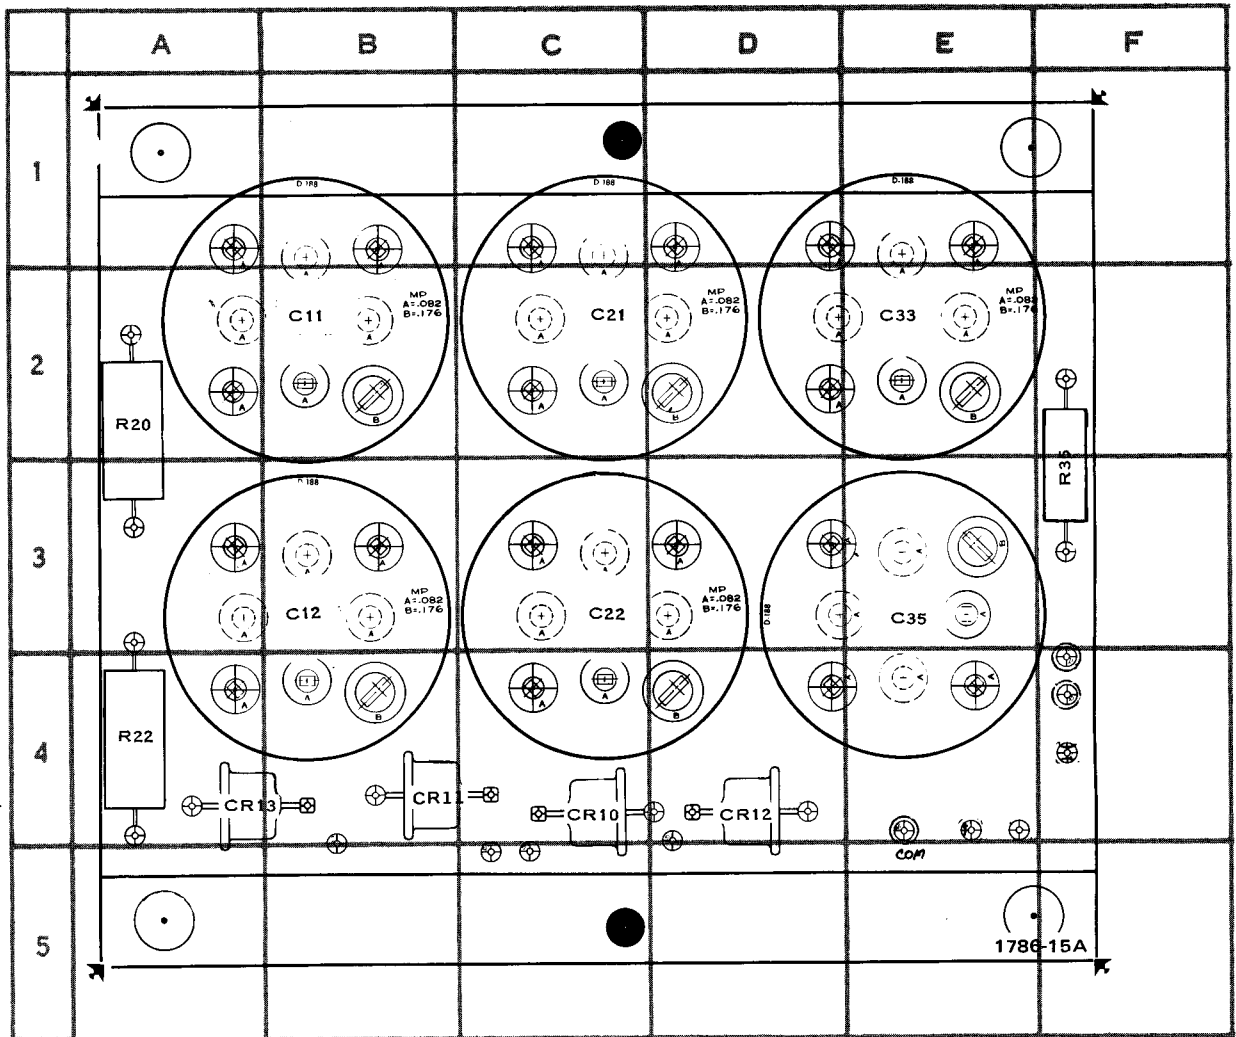 A B C D E F
1
D.188 D.188 D.188
A A A A A A A A
2
MP MP MP
A=.082 A=.082 A=.082
B=.176 B=.176 B=.176
C11 C21 C33
A A A A A A
A A A A A A
B B B
R20
R35
D.188
3
A A A A A A A A
A A
B
MP MP
A=.082 A=.082
B=.176 B=.176
C12 C22 C35
D.188
A A A A A A
4
A A A A A A A
B B
R22
CR13 CR11 CR10 CR12
COM
5
1786-15A